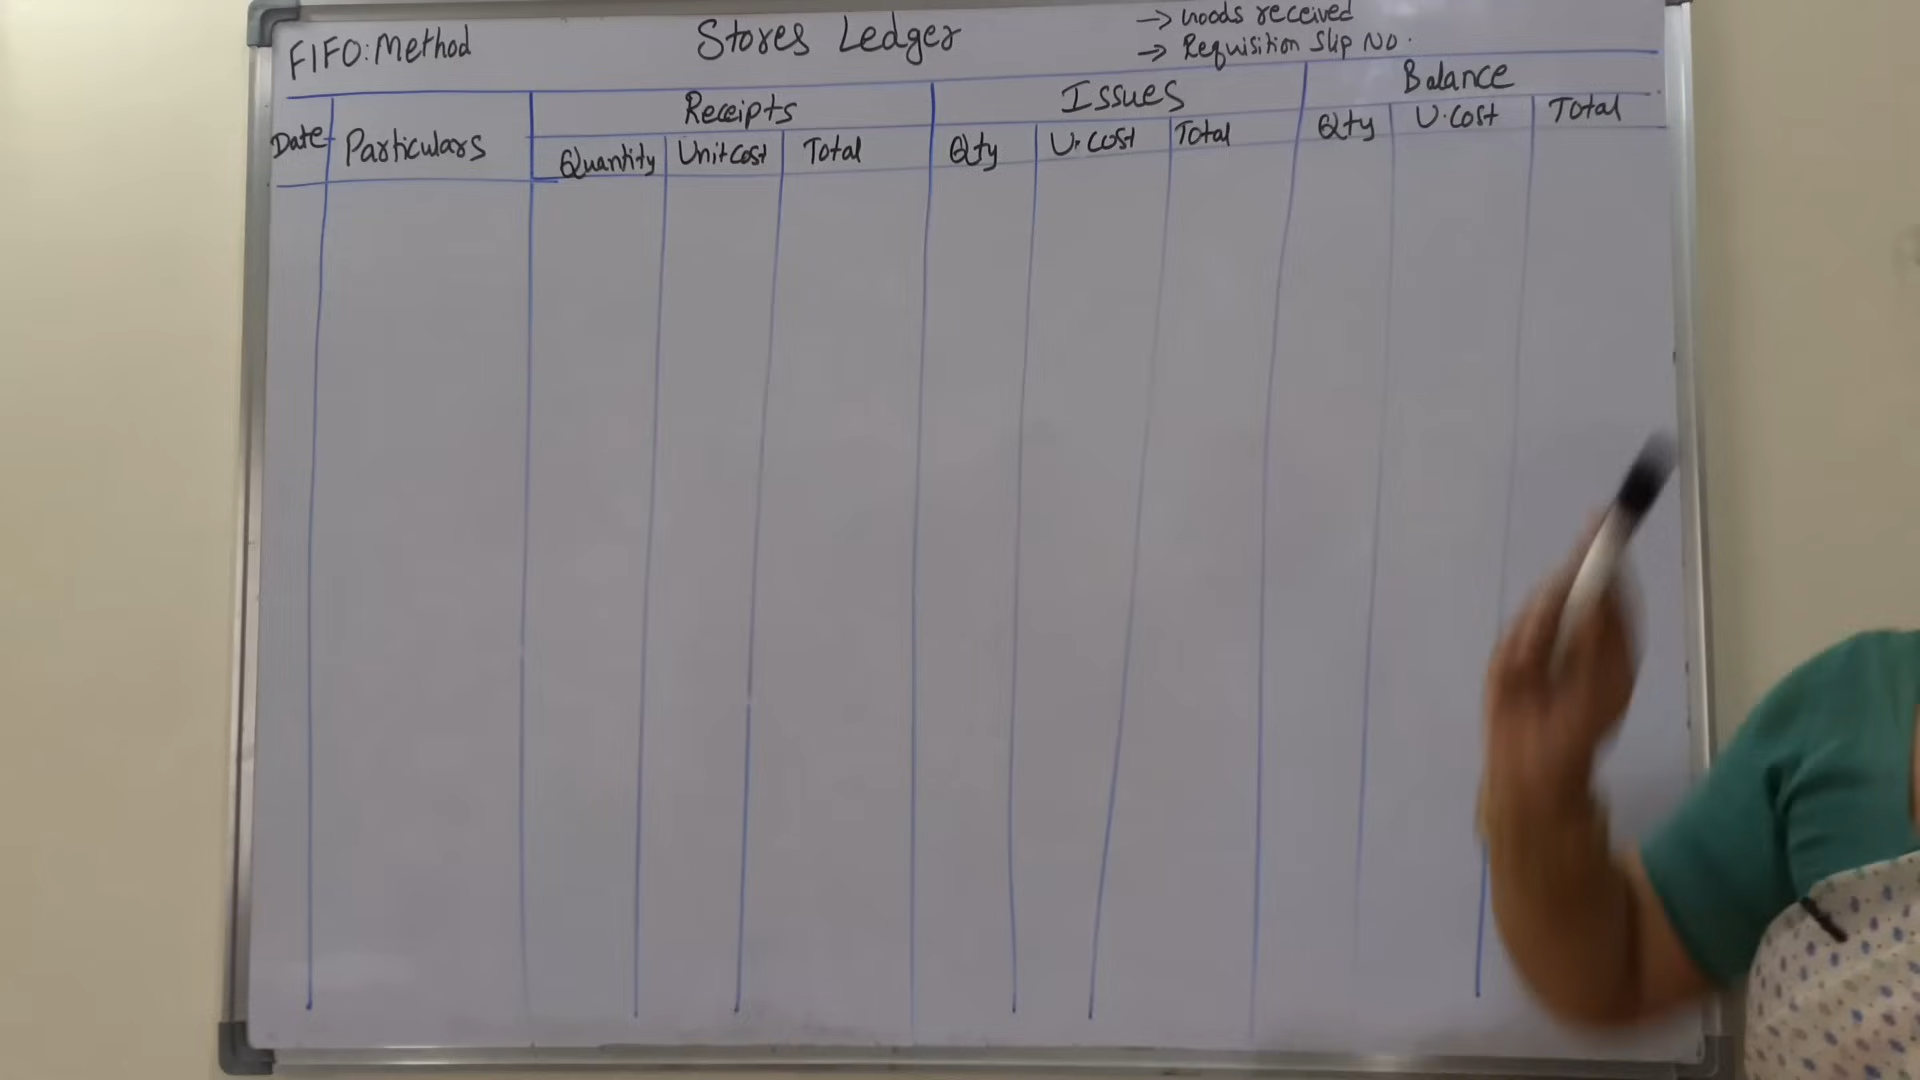 FIFO: Method
Stores Ledger
→ Goods received
→ Requisition Slip No.
Date
Particulars
Receipts
Issues
Balance
Quantity
Unit cost
Total
Qty
U. cost
Total
Qty
U. cost
Total